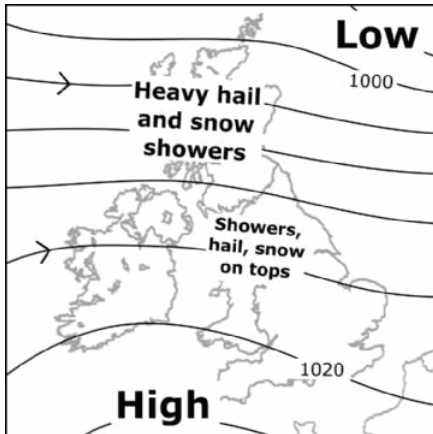 Low
1000
Heavy hail
and snow
showers
Showers,
hail, snow
on tops
1020
High